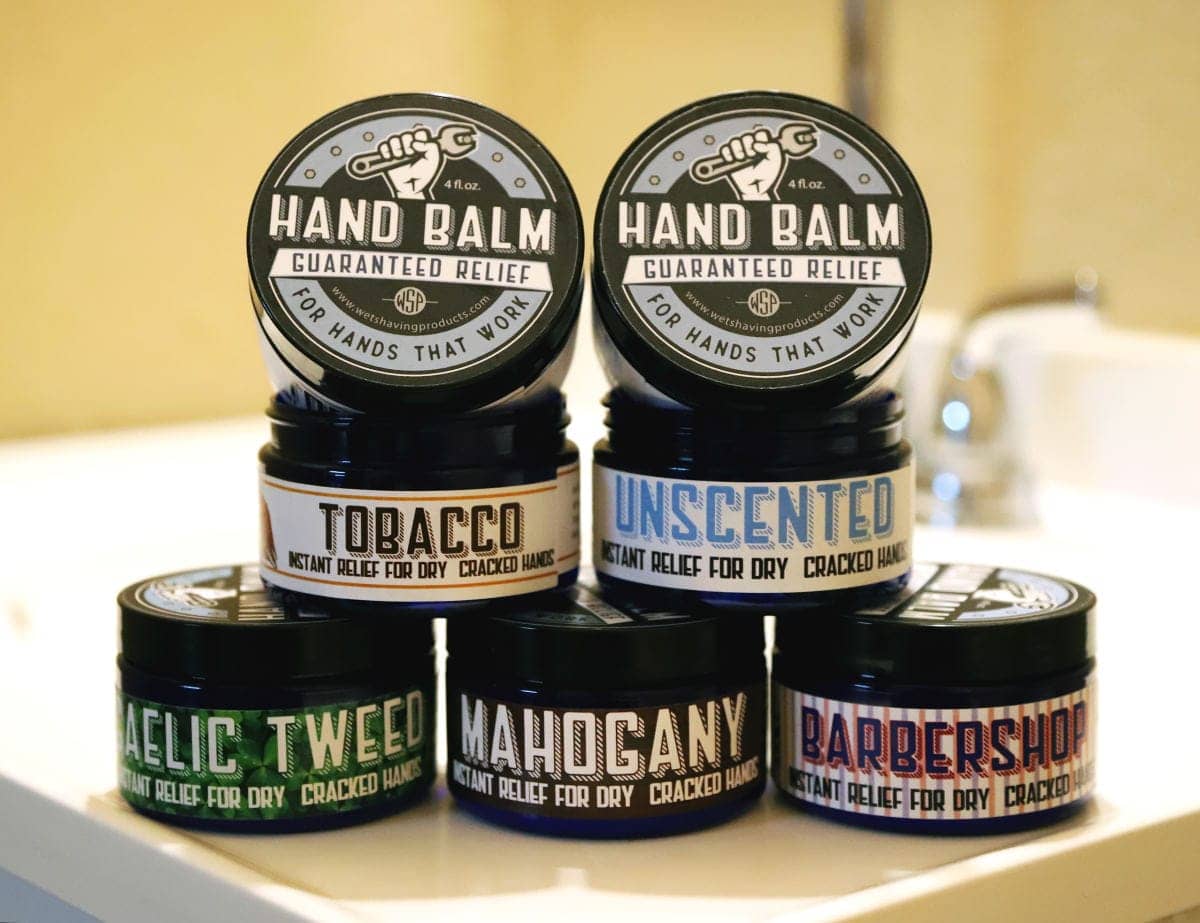 4 fl.oz.
HAND BALM
GUARANTEED RELIEF
WSP
www.wetshavingproducts.com
FOR HANDS THAT WORK
4 fl.oz.
HAND BALM
GUARANTEED RELIEF
WSP
www.wetshavingproducts.com
FOR HANDS THAT WORK
TOBACCO
INSTANT RELIEF FOR DRY CRACKED HANDS
UNSCENTED
INSTANT RELIEF FOR DRY CRACKED HANDS
AELIC TWEED
INSTANT RELIEF FOR DRY CRACKED HANDS
MAHOGANY
INSTANT RELIEF FOR DRY CRACKED HANDS
BARBERSHOP
INSTANT RELIEF FOR DRY CRACKED